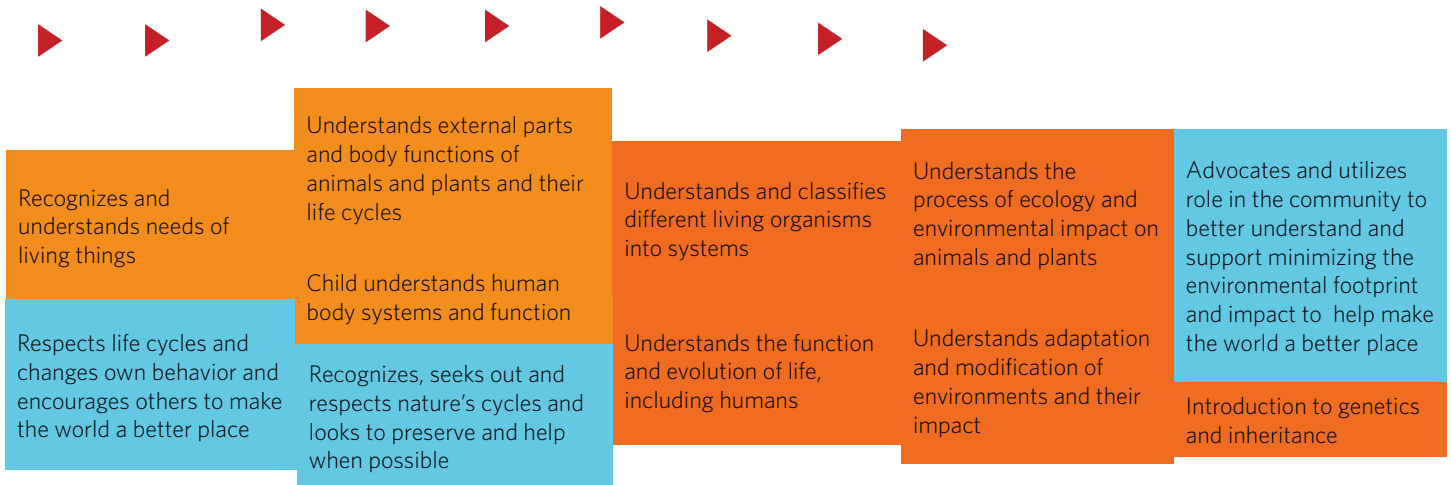 Recognizes and
understands needs of
living things
Respects life cycles and
changes own behavior and
encourages others to make
the world a better place
Understands external parts
and body functions of
animals and plants and their
life cycles
Child understands human
body systems and function
Recognizes, seeks out and
respects nature's cycles and
looks to preserve and help
when possible
Understands and classifies
different living organisms
into systems
Understands the function
and evolution of life,
including humans
Understands the
process of ecology and
environmental impact on
animals and plants
Understands adaptation
and modification of
environments and their
impact
Advocates and utilizes
role in the community to
better understand and
support minimizing the
environmental footprint
and impact to help make
the world a better place
Introduction to genetics
and inheritance